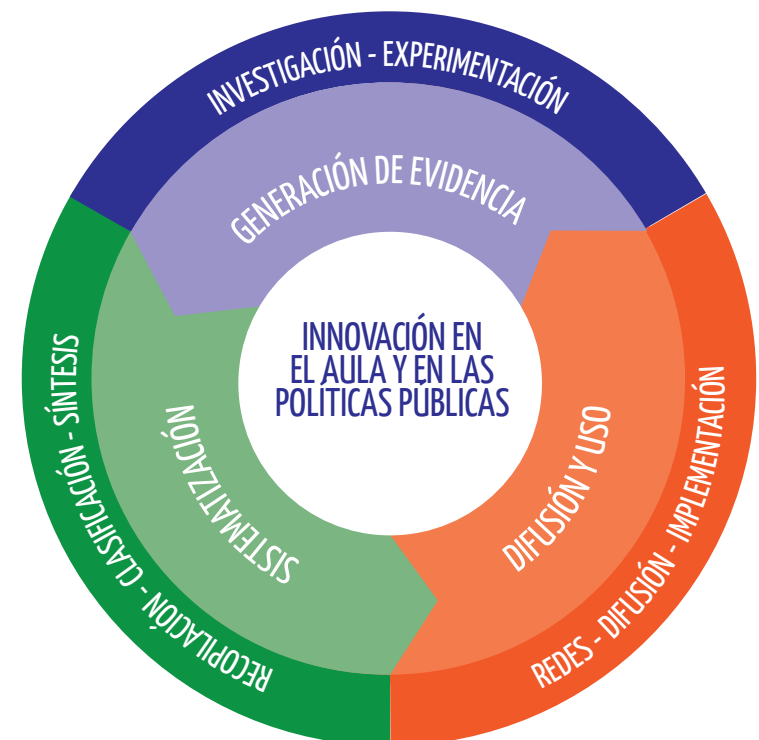 INVESTIGACIÓN - EXPERIMENTACIÓN
GENERACIÓN DE EVIDENCIA
INNOVACIÓN EN
EL AULA Y EN LAS
POLÍTICAS PÚBLICAS
SISTEMATIZACIÓN
RECOPILACIÓN - CLASIFICACIÓN - SÍNTESIS
DIFUSIÓN Y USO
REDES - DIFUSIÓN - IMPLEMENTACIÓN